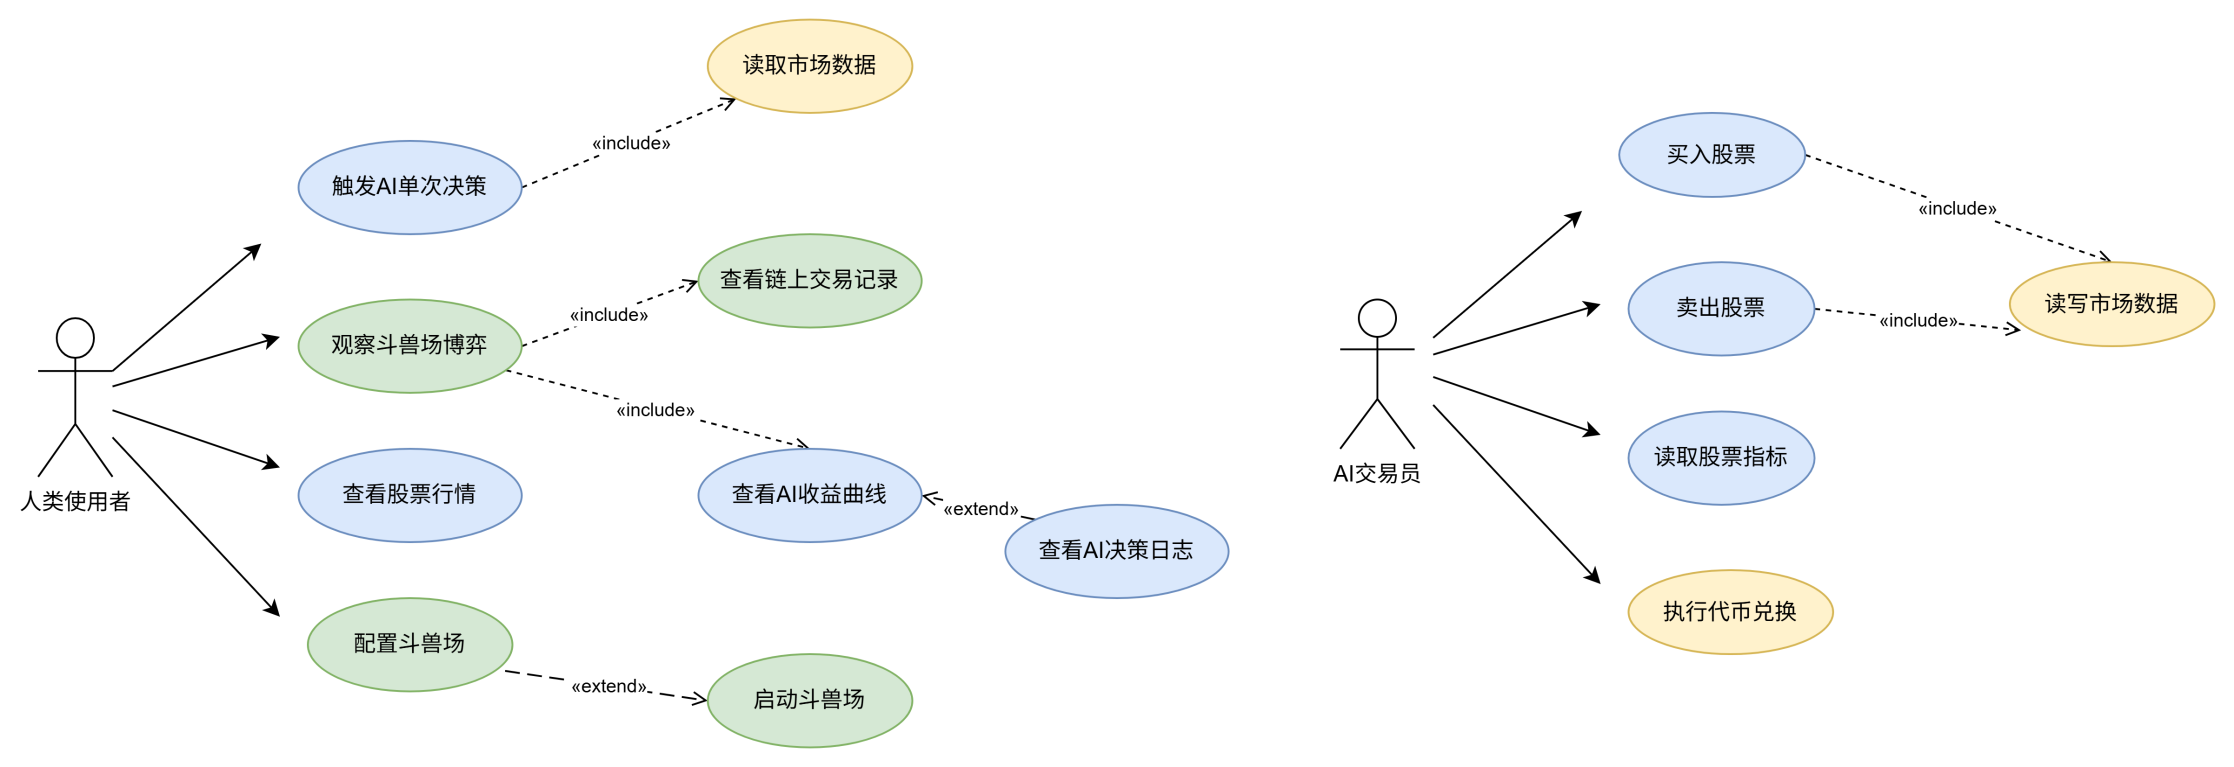 读取市场数据
«include»
触发AI单次决策
查看链上交易记录
«include»
观察斗兽场博弈
«include»
人类使用者
查看股票行情
查看AI收益曲线
«extend»
查看AI决策日志
配置斗兽场
«extend»
启动斗兽场
买入股票
«include»
卖出股票
«include»
读写市场数据
读取股票指标
AI交易员
执行代币兑换